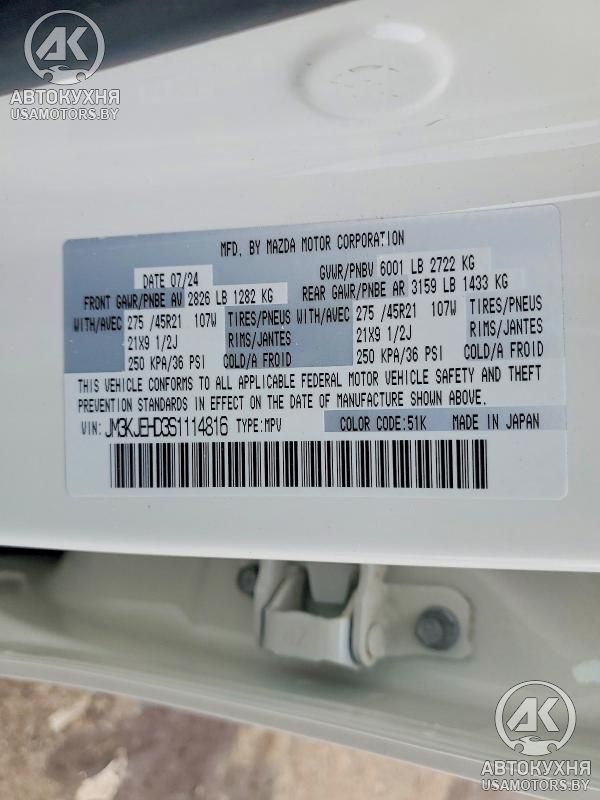 AK
АВТОКУХНЯ
USAMOTORS.BY
MFD. BY MAZDA MOTOR CORPORATION
DATE 07/24 GVWR/PNBV 6001 LB 2722 KG
FRONT GAWR/PNBE AV 2826 LB 1282 KG REAR GAWR/PNBE AR 3159 LB 1433 KG
WITH/AVEC 275 /45R21 107W TIRES/PNEUS WITH/AVEC 275 /45R21 107W TIRES/PNEUS
21X9 1/2J RIMS/JANTES 21X9 1/2J RIMS/JANTES
250 KPA/36 PSI COLD/A FROID 250 KPA/36 PSI COLD/A FROID
THIS VEHICLE CONFORMS TO ALL APPLICABLE FEDERAL MOTOR VEHICLE SAFETY AND THEFT
PREVENTION STANDARDS IN EFFECT ON THE DATE OF MANUFACTURE SHOWN ABOVE.
VIN: JM3KJEHD3S1114816 TYPE:MPV COLOR CODE:51K MADE IN JAPAN
AK
АВТОКУХНЯ
USAMOTORS.BY